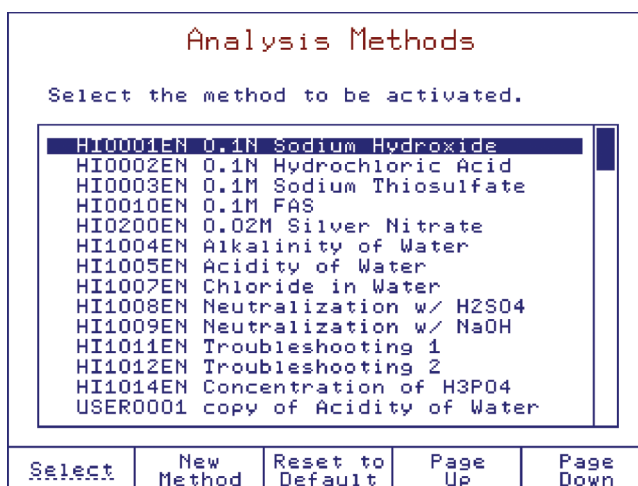 Analysis Methods
Select the method to be activated.
HI0001EN 0.1N Sodium Hydroxide
HI0002EN 0.1N Hydrochloric Acid
HI0003EN 0.1M Sodium Thiosulfate
HI0010EN 0.1M FAS
HI0200EN 0.02M Silver Nitrate
HI1004EN Alkalinity of Water
HI1005EN Acidity of Water
HI1007EN Chloride in Water
HI1008EN Neutralization w/ H2SO4
HI1009EN Neutralization w/ NaOH
HI1011EN Troubleshooting 1
HI1012EN Troubleshooting 2
HI1014EN Concentration of H3PO4
USER0001 copy of Acidity of Water
Select
New Method
Reset to Default
Page Up
Page Down